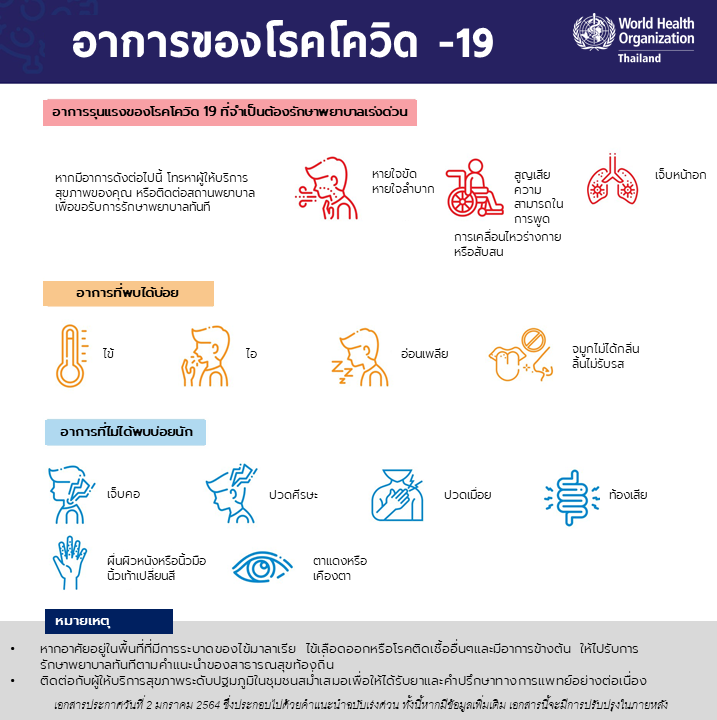 อาการของโรคโควิด -19
World Health
Organization
Thailand
อาการรุนแรงของโรคโควิด 19 ที่จำเป็นต้องรักษาพยาบาลเร่งด่วน
หากมีอาการดังต่อไปนี้ โทรหาผู้ให้บริการ
สุขภาพของคุณ หรือติดต่อสถานพยาบาล
เพื่อขอรับการรักษาพยาบาลทันที
หายใจขัด
หายใจลำบาก
สูญเสีย
ความ
สามารถใน
การพูด
การเคลื่อนไหวร่างกาย
หรือสับสน
เจ็บหน้าอก
อาการที่พบได้บ่อย
ไข้
ไอ
อ่อนเพลีย
จมูกไม่ได้กลิ่น
ลิ้นไม่รับรส
อาการที่ไม่ได้พบบ่อยนัก
เจ็บคอ
ปวดศีรษะ
ปวดเมื่อย
ท้องเสีย
ผื่นผิวหนังหรือนิ้วมือ
นิ้วเท้าเปลี่ยนสี
ตาแดงหรือ
เคืองตา
หมายเหตุ
• หากอาศัยอยู่ในพื้นที่ที่มีการระบาดของไข้มาลาเรีย ไข้เลือดออกหรือโรคติดเชื้ออื่นๆและมีอาการข้างต้น ให้ไปรับการ
รักษาพยาบาลทันทีตามคำแนะนำของสาธารณสุขท้องถิ่น
• ติดต่อกับผู้ให้บริการสุขภาพระดับปฐมภูมิในชุมชนสม่ำเสมอเพื่อให้ได้รับยาและคำปรึกษาทางการแพทย์อย่างต่อเนื่อง
เอกสารประกาศวันที่ 2 มกราคม 2564 ซึ่งประกอบไปด้วยคำแนะนำฉบับเร่งด่วน ทั้งนี้หากมีข้อมูลเพิ่มเติม เอกสารนี้จะมีการปรับปรุงในภายหลัง